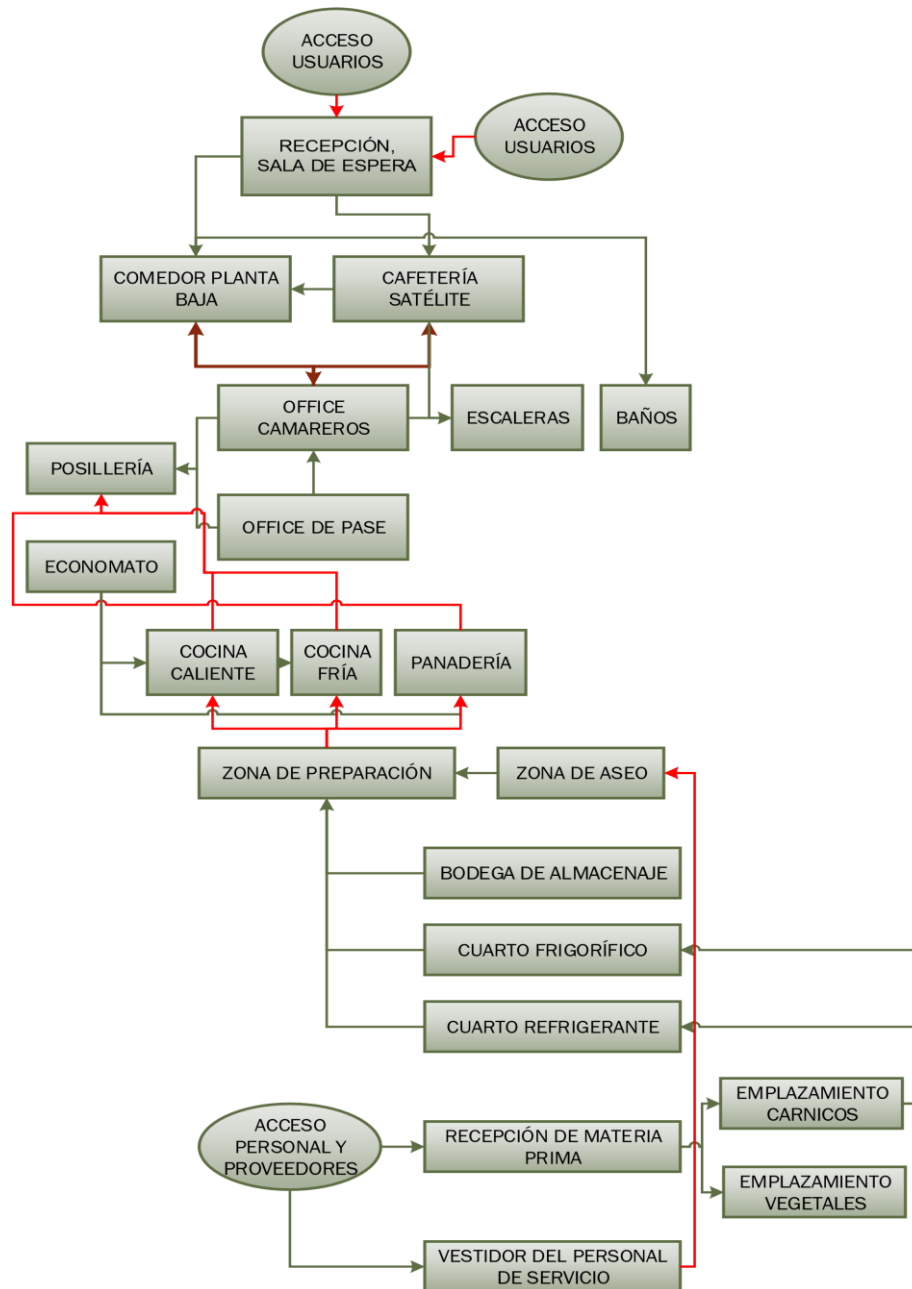 ACCESO
USUARIOS
ACCESO
USUARIOS
RECEPCIÓN,
SALA DE ESPERA
COMEDOR PLANTA
BAJA
CAFETERÍA
SATÉLITE
OFFICE
CAMAREROS
ESCALERAS
BAÑOS
POSILLERÍA
OFFICE DE PASE
ECONOMATO
COCINA
CALIENTE
COCINA
FRÍA
PANADERÍA
ZONA DE PREPARACIÓN
ZONA DE ASEO
BODEGA DE ALMACENAJE
CUARTO FRIGORÍFICO
CUARTO REFRIGERANTE
EMPLAZAMIENTO
CARNICOS
ACCESO
PERSONAL Y
PROVEEDORES
RECEPCIÓN DE MATERIA
PRIMA
EMPLAZAMIENTO
VEGETALES
VESTIDOR DEL PERSONAL
DE SERVICIO